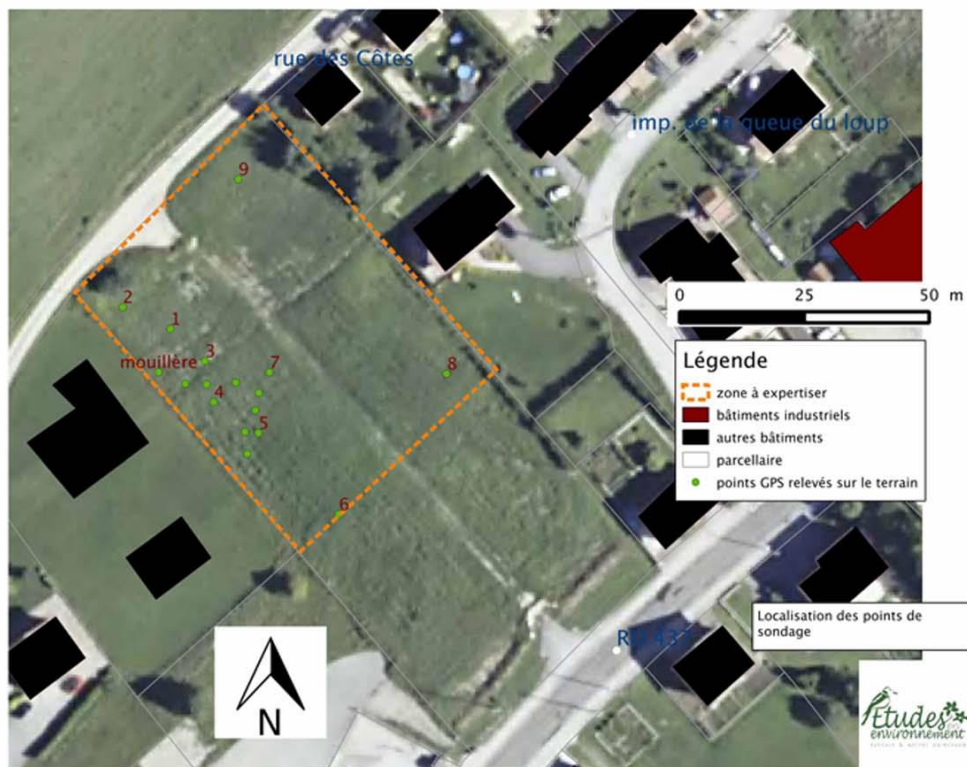 rue des Côtes
imp. de la queue du loup
9
2
1
3
mouillère
7
8
4
5
6
0 25 50 m
Légende
zone à expertiser
bâtiments industriels
autres bâtiments
parcellaire
points GPS relevés sur le terrain
Localisation des points de
sondage
RD 437
N
Études
environnement